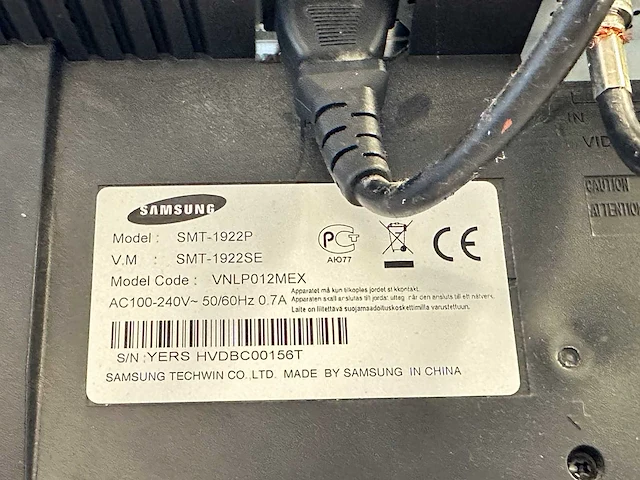 IN
VID
CAUTION
ATTENTION
SAMSUNG
Model : SMT-1922P
V.M : SMT-1922SE
Model Code : VNLP012MEX
АЮ77
CE
AC100-240V~ 50/60Hz 0.7A
Apparatet må kun tilkoples jordet stikkontakt.
Apparaten skall anslutas till jordat uttag när den ansluts till ett nätverk.
Laite on liitettävä suojamaadoituskoskettimilla varustettuun.
S/N : YERS HVDBC00156T
SAMSUNG TECHWIN CO.,LTD. MADE BY SAMSUNG IN CHINA